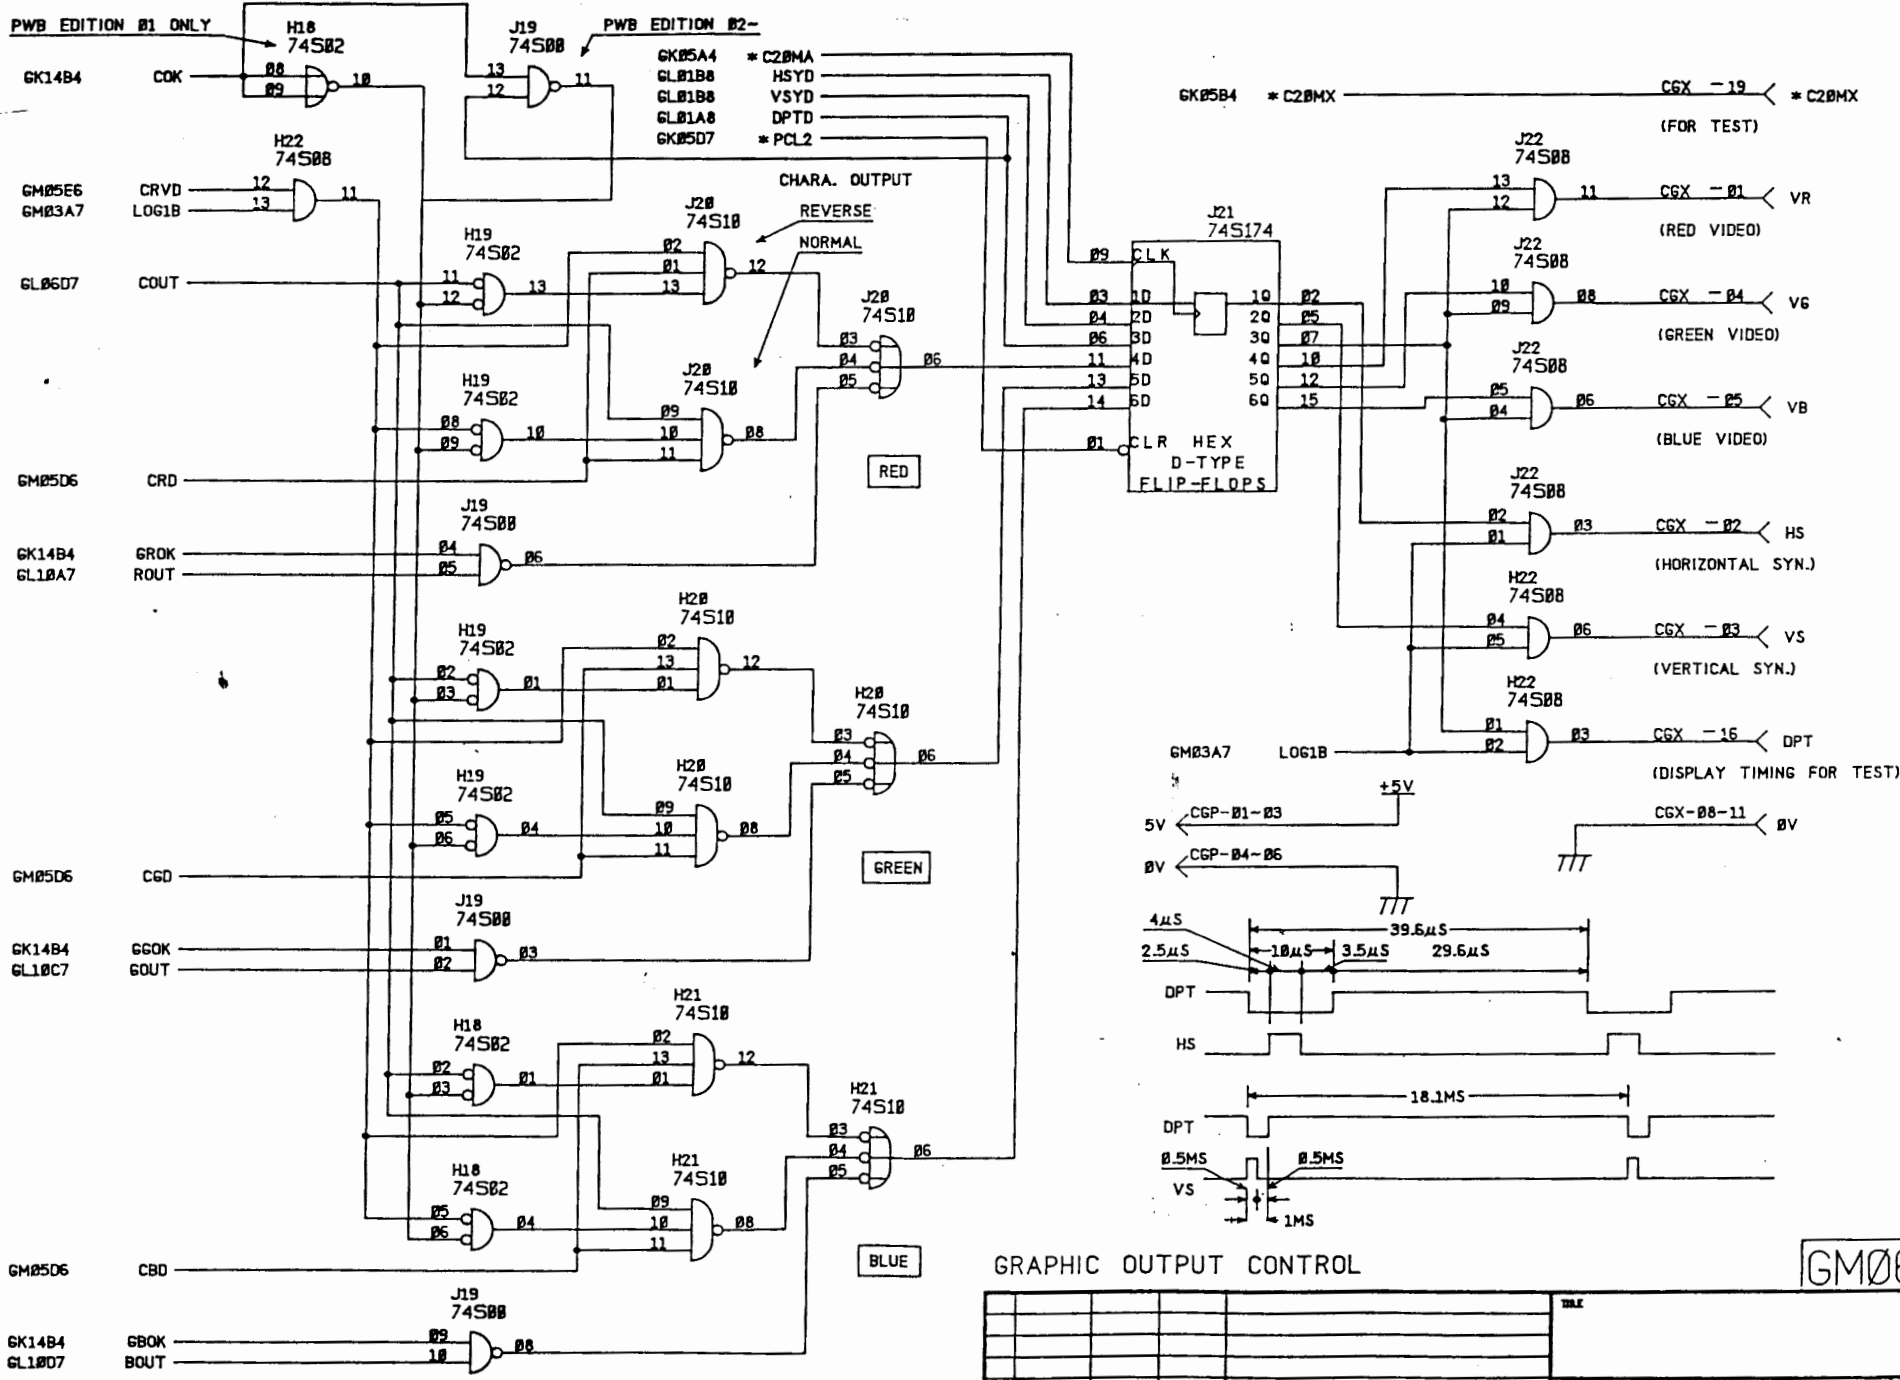 PWB EDITION 01 ONLY
H18
74S02
J19
74S00
PWB EDITION 02~
GK14B4 COK
08
09
10
13
12
11
GK05A4 *C20MA
GL01B8 HSYD
GL01B8 VSYD
GL01A8 DPTD
GK05D7 *PCL2
GK05B4 *C20MX
CGX -19
*C20MX
(FOR TEST)
H22
74S08
GM05E6 CRVD
GM03A7 LOG1B
12
13
11
CHARA. OUTPUT
REVERSE
NORMAL
GL06D7 COUT
H19
74S02
11
12
13
J20
74S10
02
01
13
12
H19
74S02
08
09
10
J20
74S10
09
10
11
08
J20
74S10
03
04
05
06
RED
GM05D6 CRD
J19
74S00
GK14B4 GROK
GL10A7 ROUT
04
05
06
H19
74S02
02
03
01
H20
74S10
02
13
01
12
H19
74S02
05
06
04
H20
74S10
09
10
11
08
H20
74S10
03
04
05
06
GREEN
GM05D6 CGD
J19
74S00
GK14B4 GGOK
GL10C7 GOUT
01
02
03
H18
74S02
02
03
01
H21
74S10
02
13
01
12
H18
74S02
05
06
04
H21
74S10
09
10
11
08
H21
74S10
03
04
05
06
BLUE
GM05D6 CBD
J19
74S00
GK14B4 GBOK
GL10D7 BOUT
09
10
08
J21
74S174
09 CLK
03 1D 1Q 02
04 2D 2Q 05
06 3D 3Q 07
11 4D 4Q 10
13 5D 5Q 12
14 6D 6Q 15
01 CLR HEX
D-TYPE
FLIP-FLOPS
J22
74S08
13
12
11
CGX -01
VR
(RED VIDEO)
J22
74S08
10
09
08
CGX -04
VG
(GREEN VIDEO)
J22
74S08
05
04
06
CGX -05
VB
(BLUE VIDEO)
J22
74S08
02
01
03
CGX -02
HS
(HORIZONTAL SYN.)
H22
74S08
04
05
06
CGX -03
VS
(VERTICAL SYN.)
H22
74S08
01
02
03
CGX -16
DPT
(DISPLAY TIMING FOR TEST)
GM03A7 LOG1B
+5V
5V CGP-01~03
0V CGP-04~06
CGX-08~11
0V
4µS
39.6µS
2.5µS
10µS
3.5µS
29.6µS
DPT
HS
18.1MS
DPT
0.5MS
0.5MS
VS
1MS
GRAPHIC OUTPUT CONTROL
GM06
TITLE